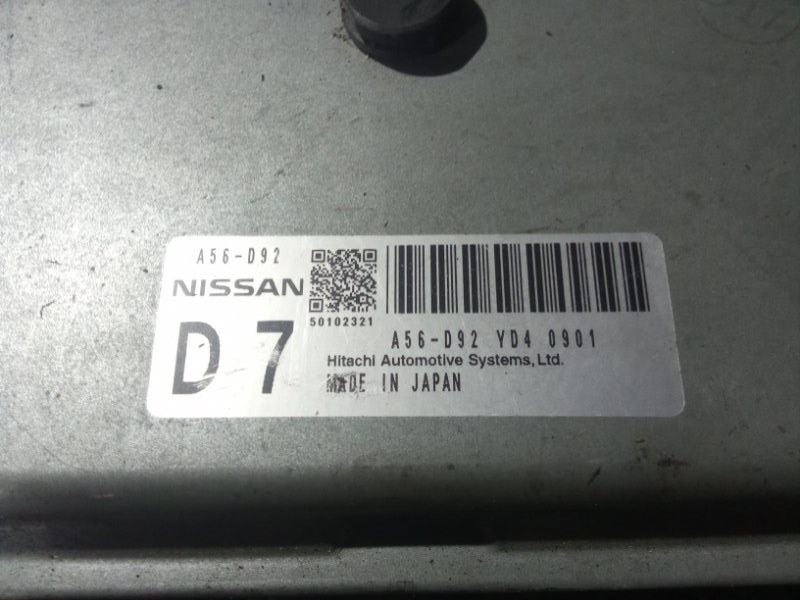 A56-D92
NISSAN
50102321
D 7
A56-D92 YD4 0901
Hitachi Automotive Systems, Ltd.
MADE IN JAPAN